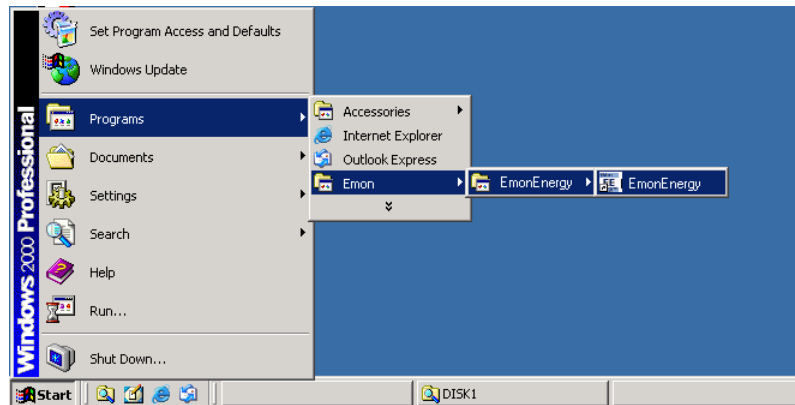 Set Program Access and Defaults
Windows Update
Programs
Documents
Settings
Search
Help
Run...
Shut Down...
Windows 2000 Professional
Accessories
Internet Explorer
Outlook Express
Emon
EmonEnergy
EmonEnergy
Start
DISK1